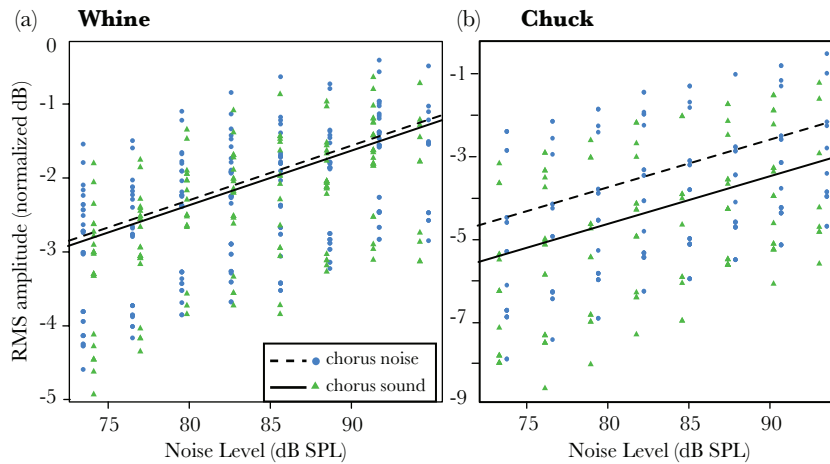 (a) Whine
(b) Chuck
RMS amplitude (normalized dB)
0
-1
-2
-3
-4
-5
-1
-3
-5
-7
-9
chorus noise
chorus sound
75 80 85 90
75 80 85 90
Noise Level (dB SPL)
Noise Level (dB SPL)